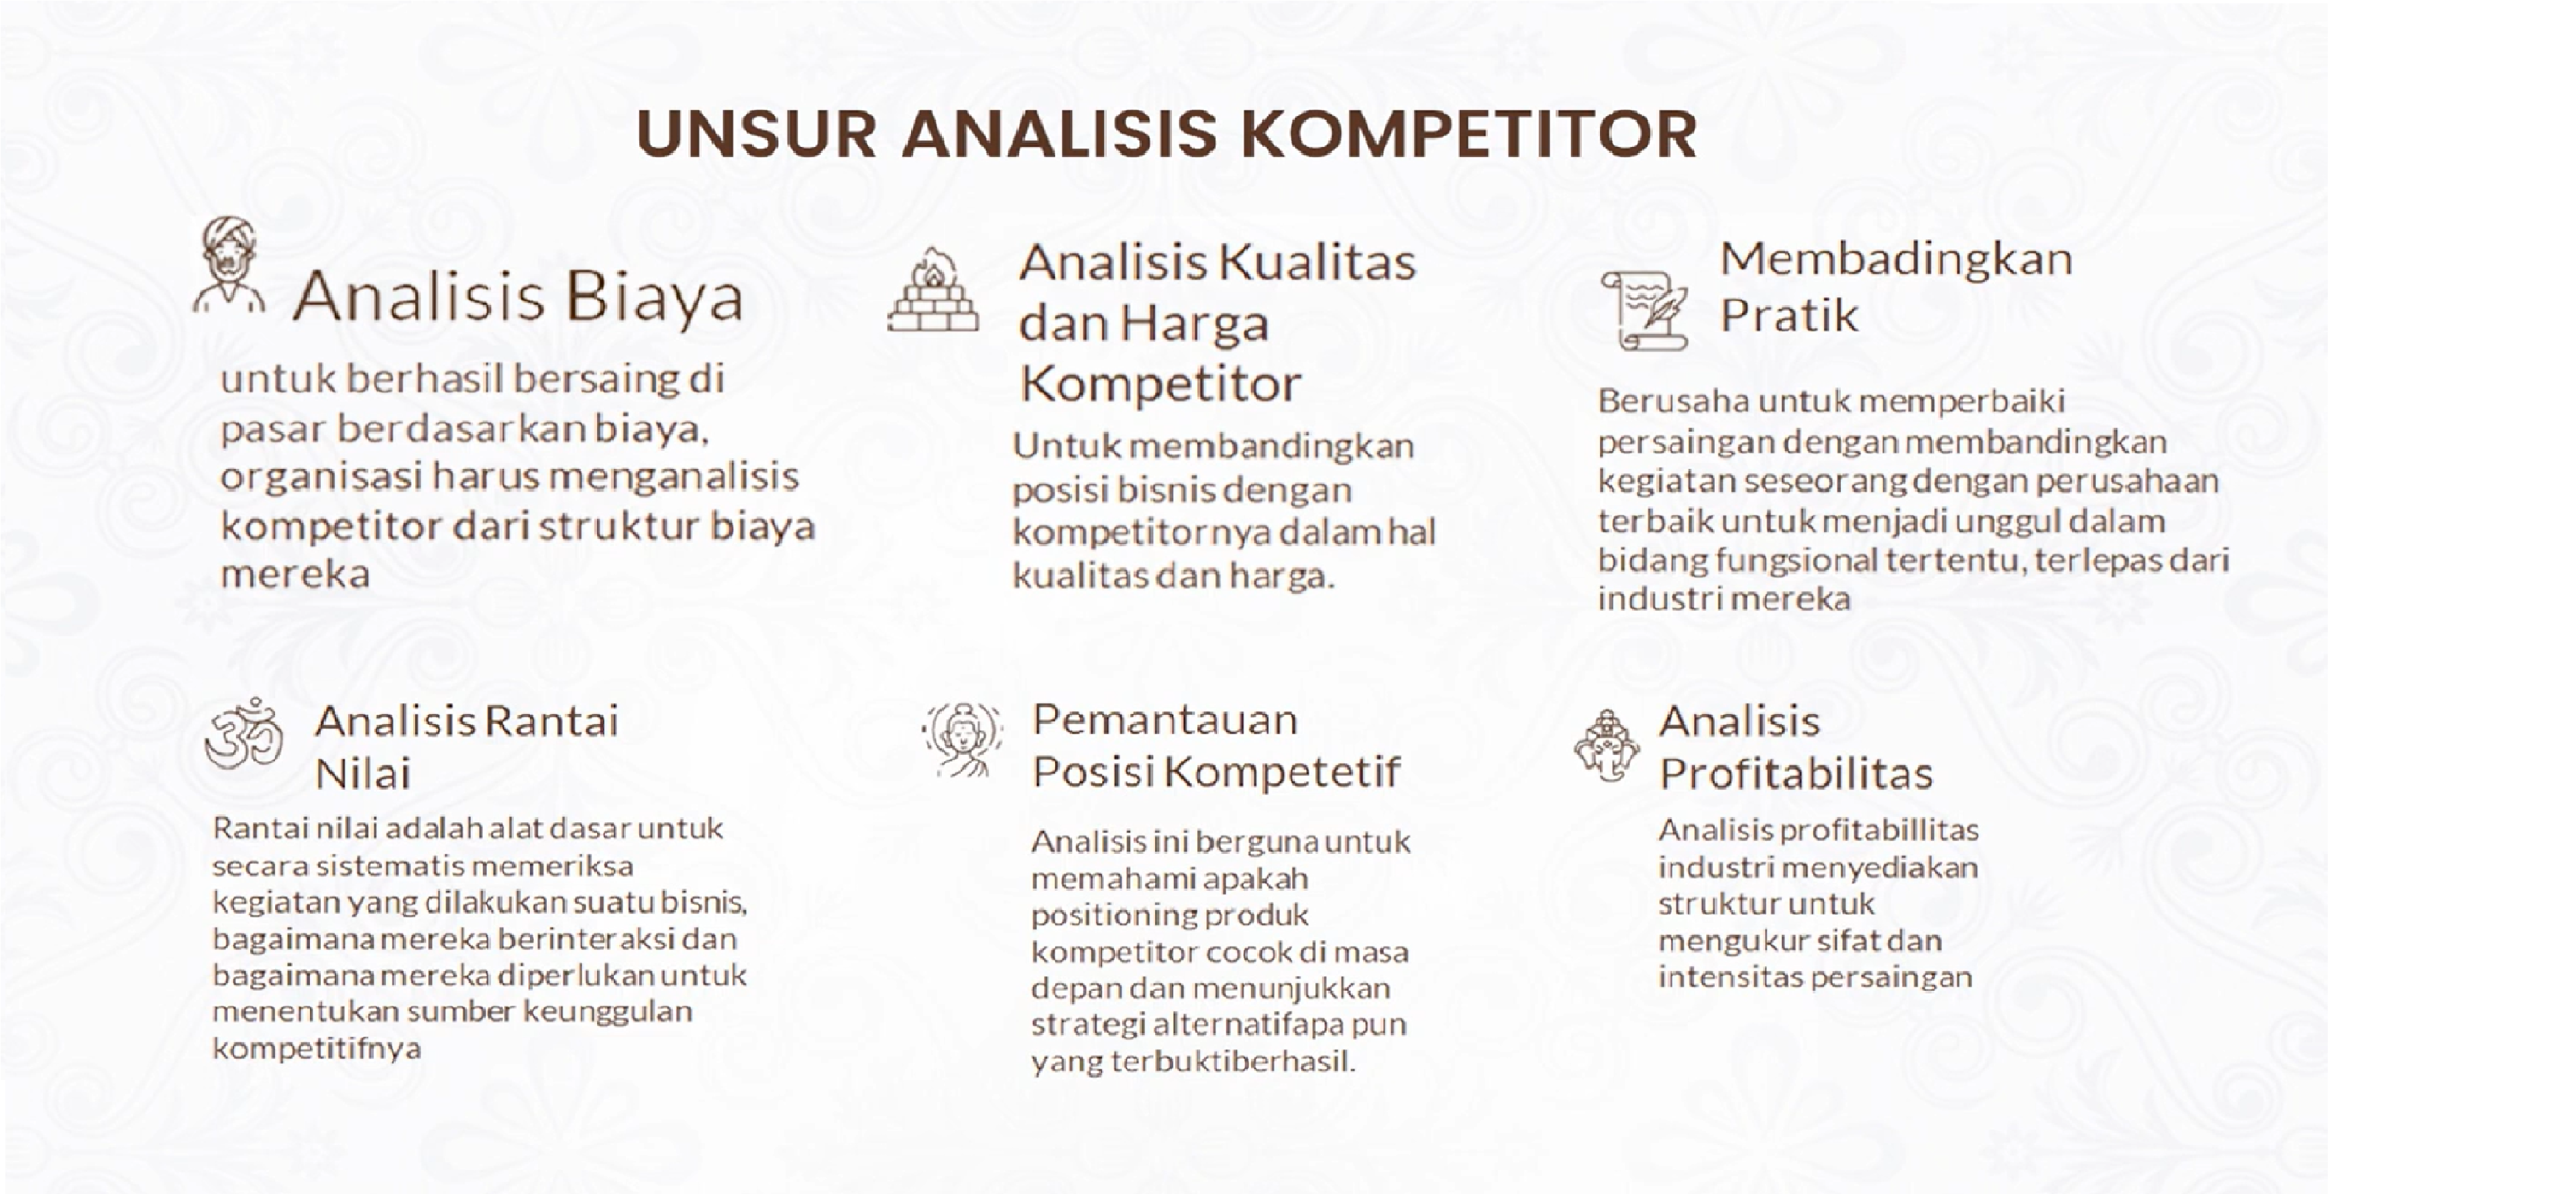 UNSUR ANALISIS KOMPETITOR
Analisis Biaya
untuk berhasil bersaing di
pasar berdasarkan biaya,
organisasi harus menganalisis
kompetitor dari struktur biaya
mereka
Analisis Kualitas
dan Harga
Kompetitor
Untuk membandingkan
posisi bisnis dengan
kompetitornya dalam hal
kualitas dan harga.
Membadingkan
Pratik
Berusaha untuk memperbaiki
persaingan dengan membandingkan
kegiatan seseorang dengan perusahaan
terbaik untuk menjadi unggul dalam
bidang fungsional tertentu, terlepas dari
industri mereka
Analisis Rantai
Nilai
Rantai nilai adalah alat dasar untuk
secara sistematis memeriksa
kegiatan yang dilakukan suatu bisnis,
bagaimana mereka berinteraksi dan
bagaimana mereka diperlukan untuk
menentukan sumber keunggulan
kompetitifnya
Pemantauan
Posisi Kompetetif
Analisis ini berguna untuk
memahami apakah
positioning produk
kompetitor cocok di masa
depan dan menunjukkan
strategi alternatifapa pun
yang terbuktiberhasil.
Analisis
Profitabilitas
Analisis profitabillitas
industri menyediakan
struktur untuk
mengukur sifat dan
intensitas persaingan